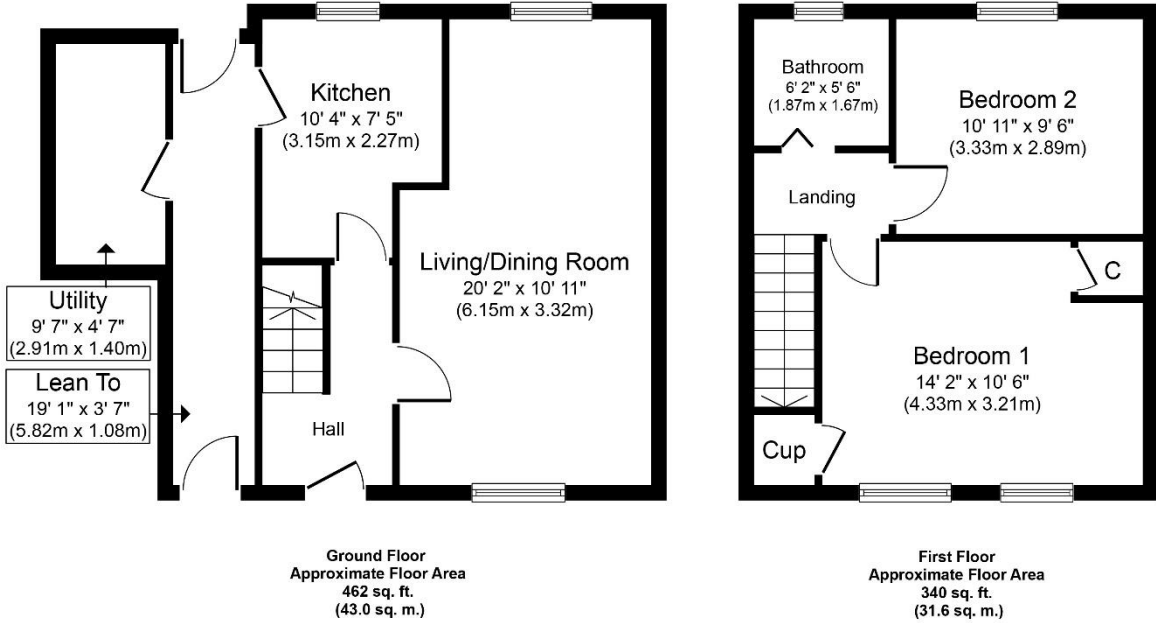 Kitchen
10' 4" x 7' 5"
(3.15m x 2.27m)
Living/Dining Room
20' 2" x 10' 11"
(6.15m x 3.32m)
Utility
9' 7" x 4' 7"
(2.91m x 1.40m)
Lean To
19' 1" x 3' 7"
(5.82m x 1.08m)
Hall
Ground Floor
Approximate Floor Area
462 sq. ft.
(43.0 sq. m.)
Bathroom
6' 2" x 5' 6"
(1.87m x 1.67m)
Bedroom 2
10' 11" x 9' 6"
(3.33m x 2.89m)
Landing
C
Bedroom 1
14' 2" x 10' 6"
(4.33m x 3.21m)
Cup
First Floor
Approximate Floor Area
340 sq. ft.
(31.6 sq. m.)